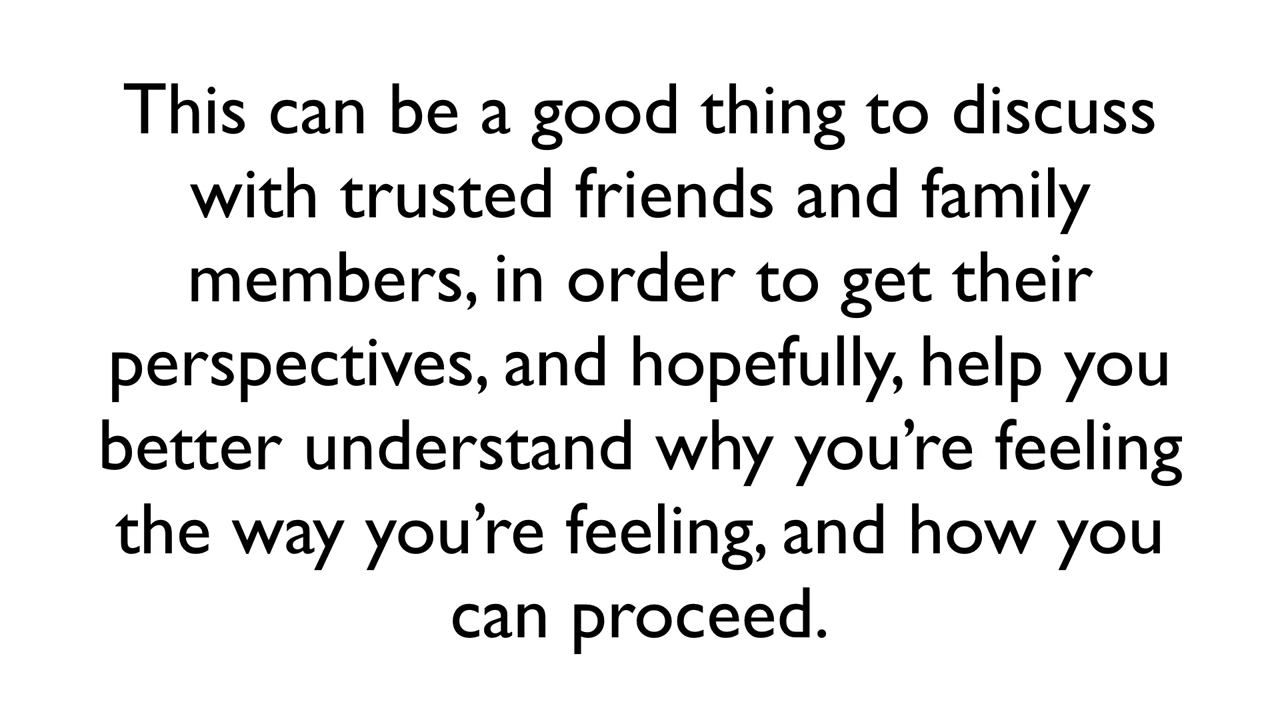 This can be a good thing to discuss
with trusted friends and family
members, in order to get their
perspectives, and hopefully, help you
better understand why you’re feeling
the way you’re feeling, and how you
can proceed.